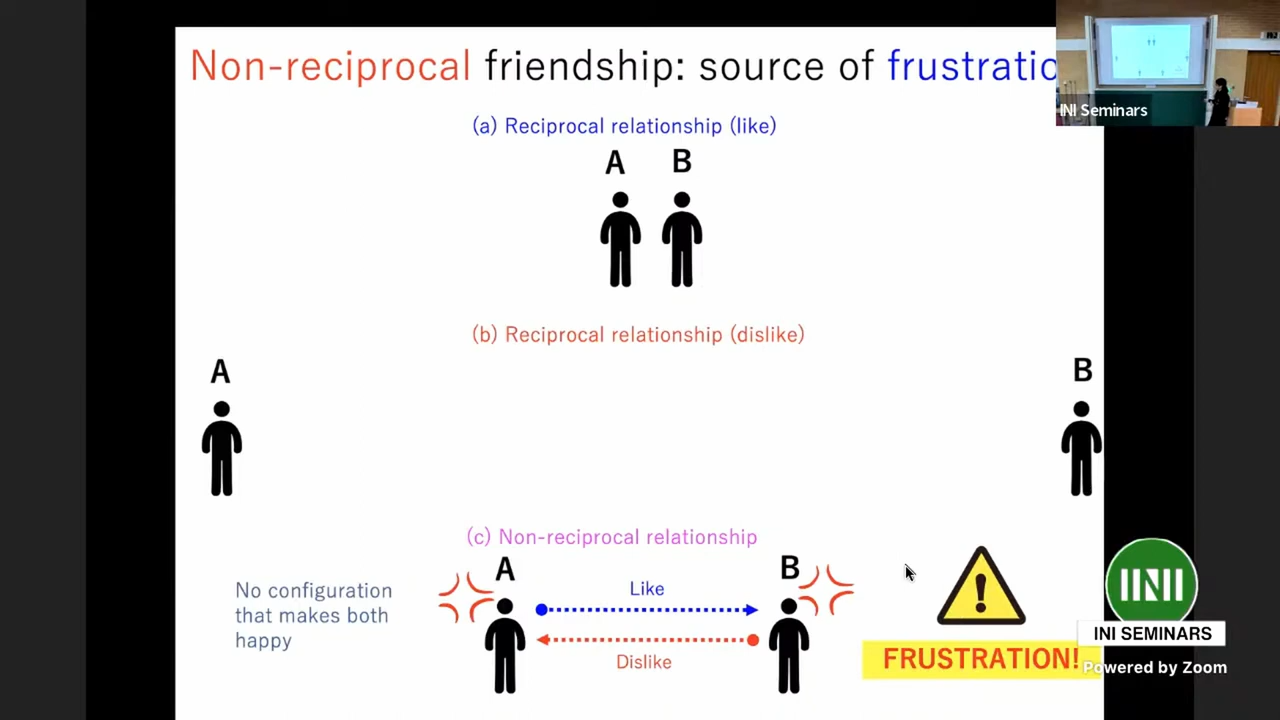 Non-reciprocal friendship: source of frustratio
INI Seminars
(a) Reciprocal relationship (like)
A B
(b) Reciprocal relationship (dislike)
A B
(c) Non-reciprocal relationship
A B
No configuration
that makes both
happy
Like
Dislike
!
FRUSTRATION!
INI
INI SEMINARS
Powered by Zoom